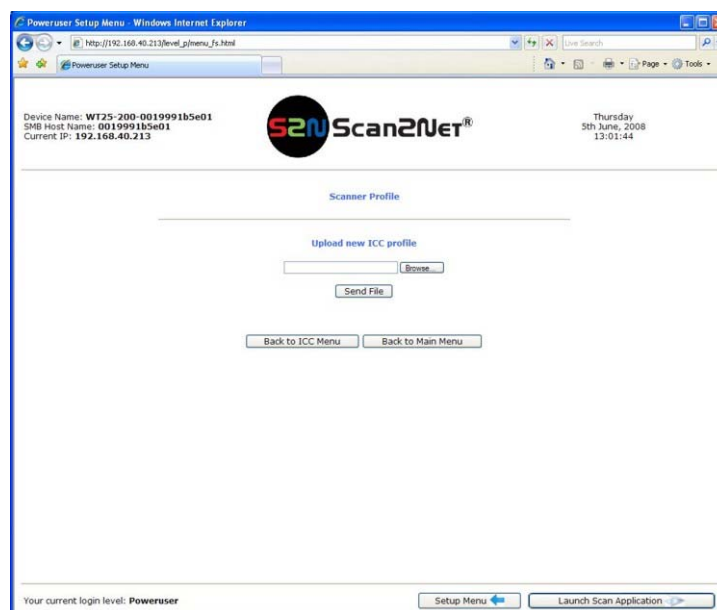 Poweruser Setup Menu - Windows Internet Explorer
http://192.168.40.213/level_p/menu_fs.html
Live Search
Poweruser Setup Menu
Page
Tools
Device Name: WT25-200-0019991b5e01
SMB Host Name: 0019991b5e01
Current IP: 192.168.40.213
S2N Scan2Net®
Thursday
5th June, 2008
13:01:44
Scanner Profile
Upload new ICC profile
Browse...
Send File
Back to ICC Menu
Back to Main Menu
Your current login level: Poweruser
Setup Menu
Launch Scan Application